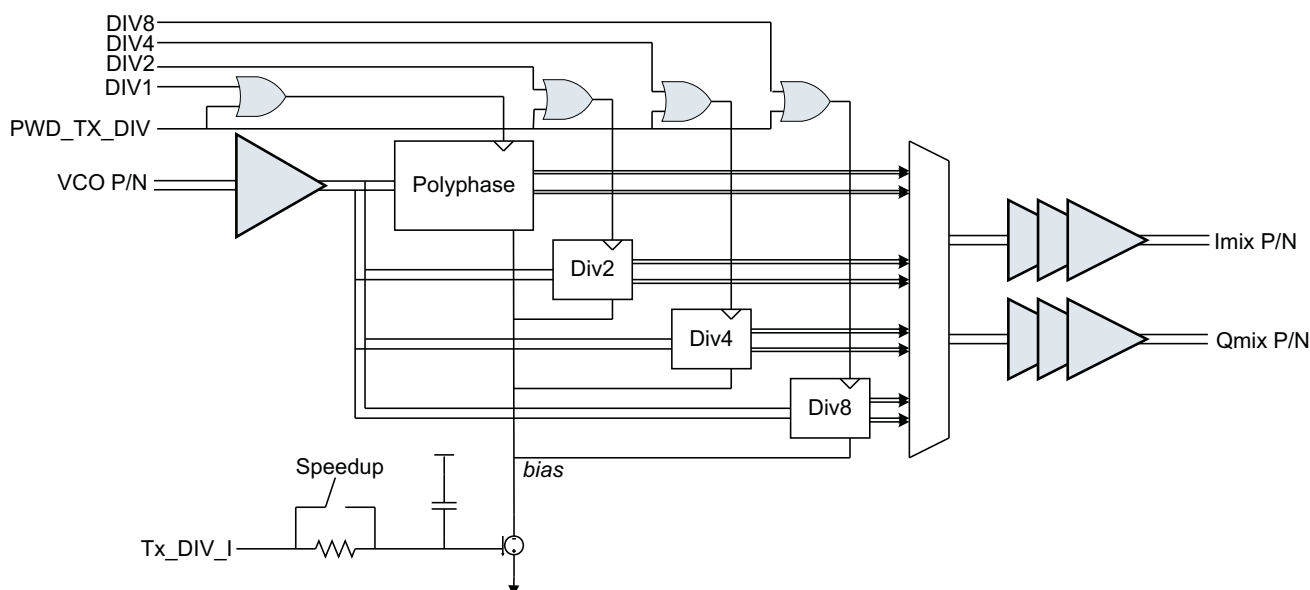 DIV8
DIV4
DIV2
DIV1
PWD_TX_DIV
VCO P/N
Polyphase
Div2
Div4
Div8
Imix P/N
Qmix P/N
bias
Speedup
Tx_DIV_I